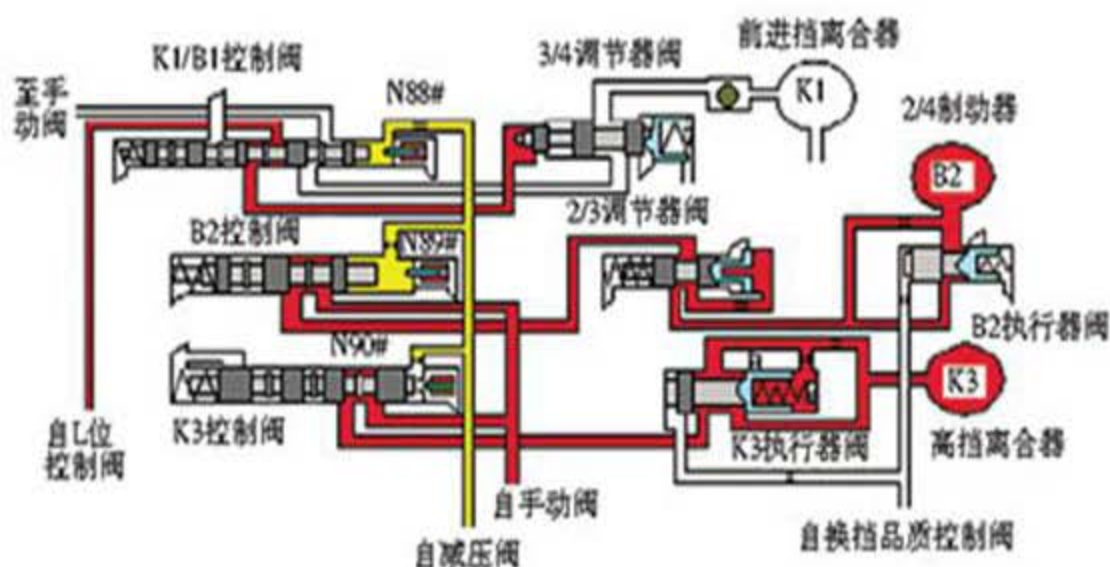 前进挡离合器
K1/B1控制阀
3/4调节器阀
至手
动阀
N88#
K1
2/4制动器
B2
2/3调节器阀
B2控制阀
N89#
B2执行器阀
N90#
K3
K3控制阀
K3执行器阀
高挡离合器
自L位
控制阀
自手动阀
自换挡品质控制阀
自减压阀